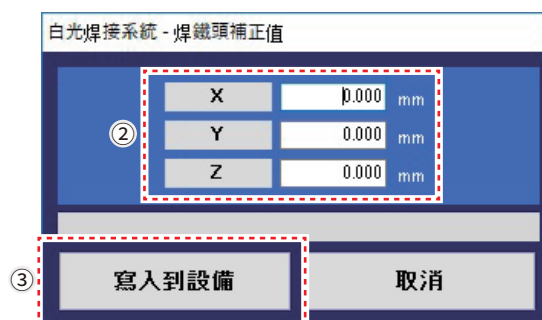 白光焊接系統 - 焊鐵頭補正值
X 0.000 mm
② Y 0.000 mm
Z 0.000 mm
③ 寫入到設備 取消